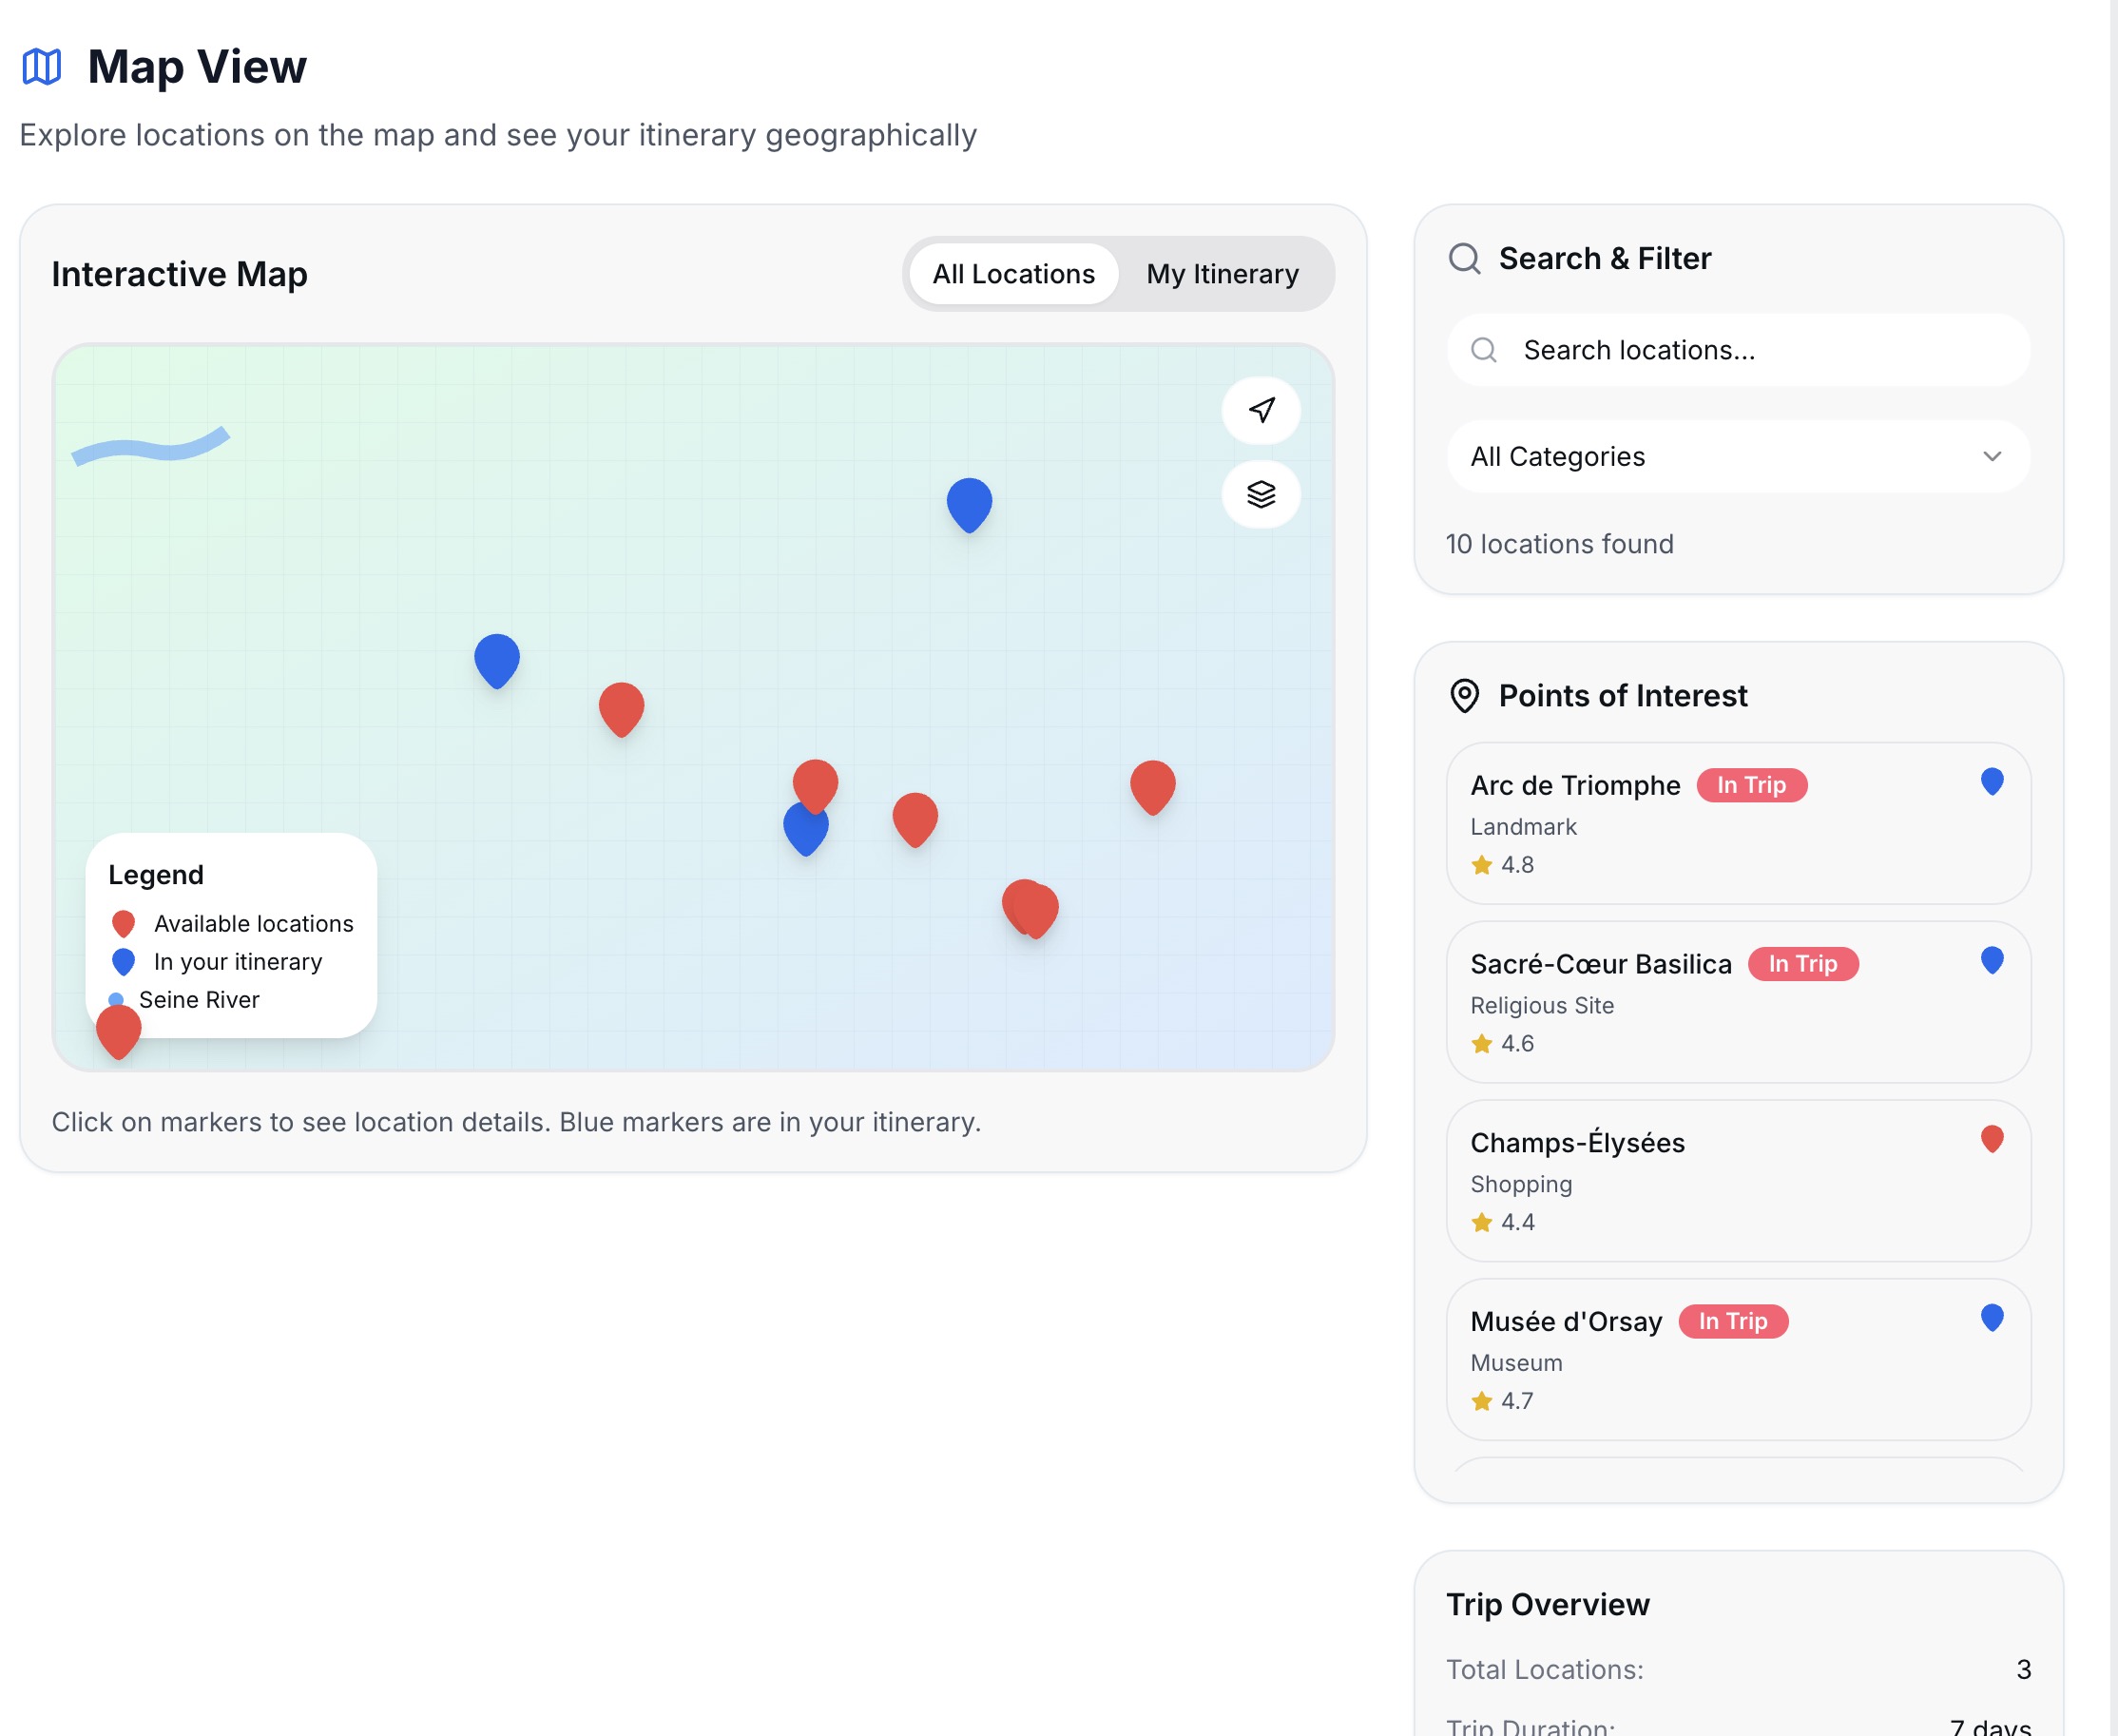 Map View
Explore locations on the map and see your itinerary geographically
Interactive Map
All Locations
My Itinerary
Legend
Available locations
In your itinerary
Seine River
Click on markers to see location details. Blue markers are in your itinerary.
Search & Filter
Search locations...
All Categories
10 locations found
Points of Interest
Arc de Triomphe In Trip
Landmark
4.8
Sacré-Cœur Basilica In Trip
Religious Site
4.6
Champs-Élysées
Shopping
4.4
Musée d'Orsay In Trip
Museum
4.7
Trip Overview
Total Locations: 3
Trip Duration: 7 days